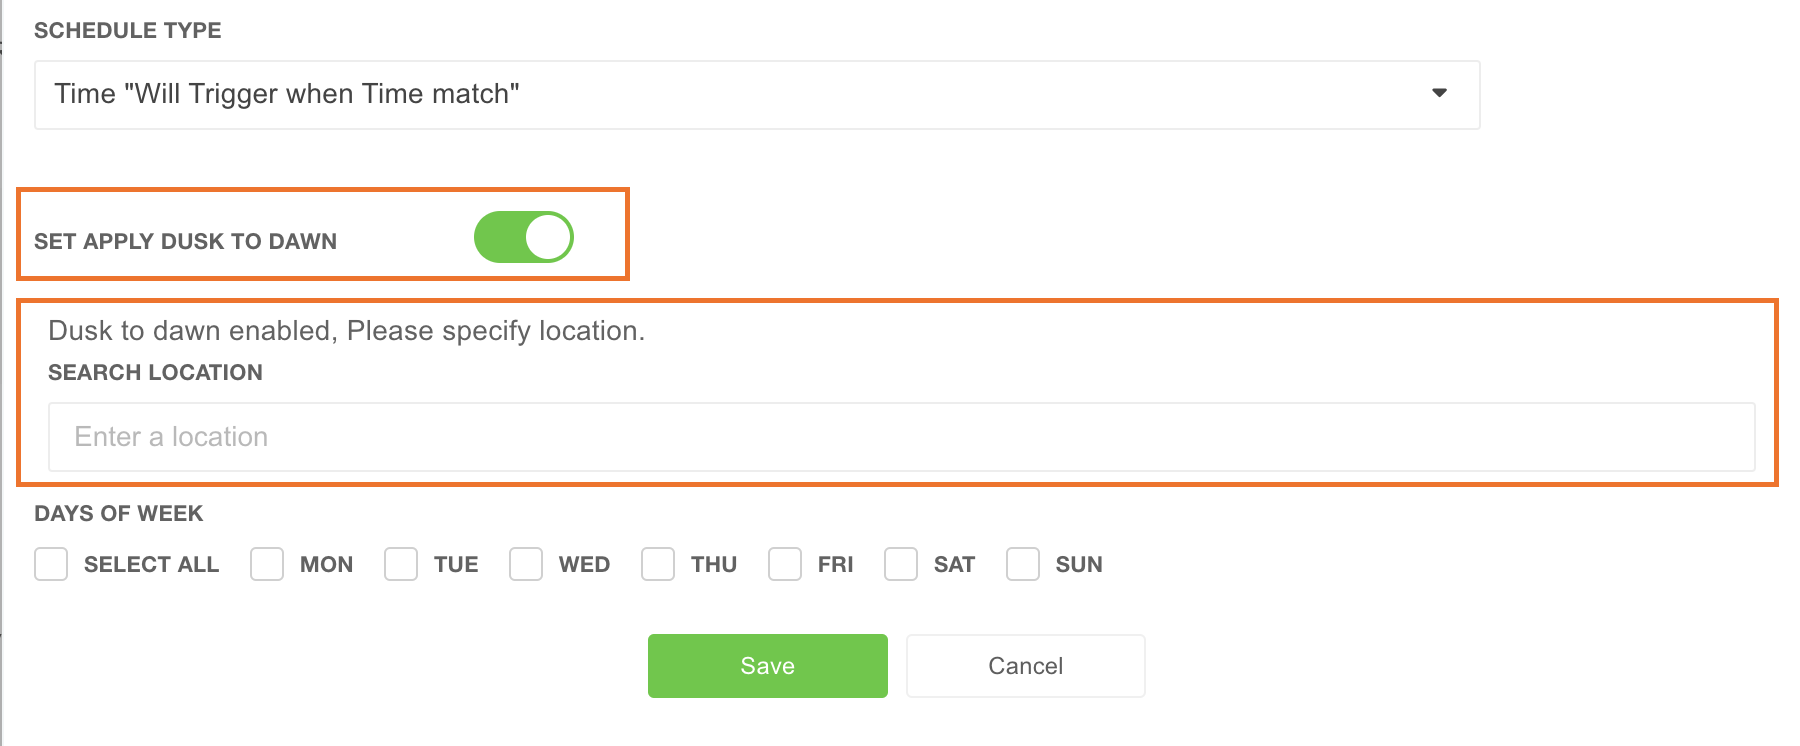 SCHEDULE TYPE
Time "Will Trigger when Time match"
SET APPLY DUSK TO DAWN
Dusk to dawn enabled, Please specify location.
SEARCH LOCATION
Enter a location
DAYS OF WEEK
SELECT ALL MON TUE WED THU FRI SAT SUN
Save Cancel